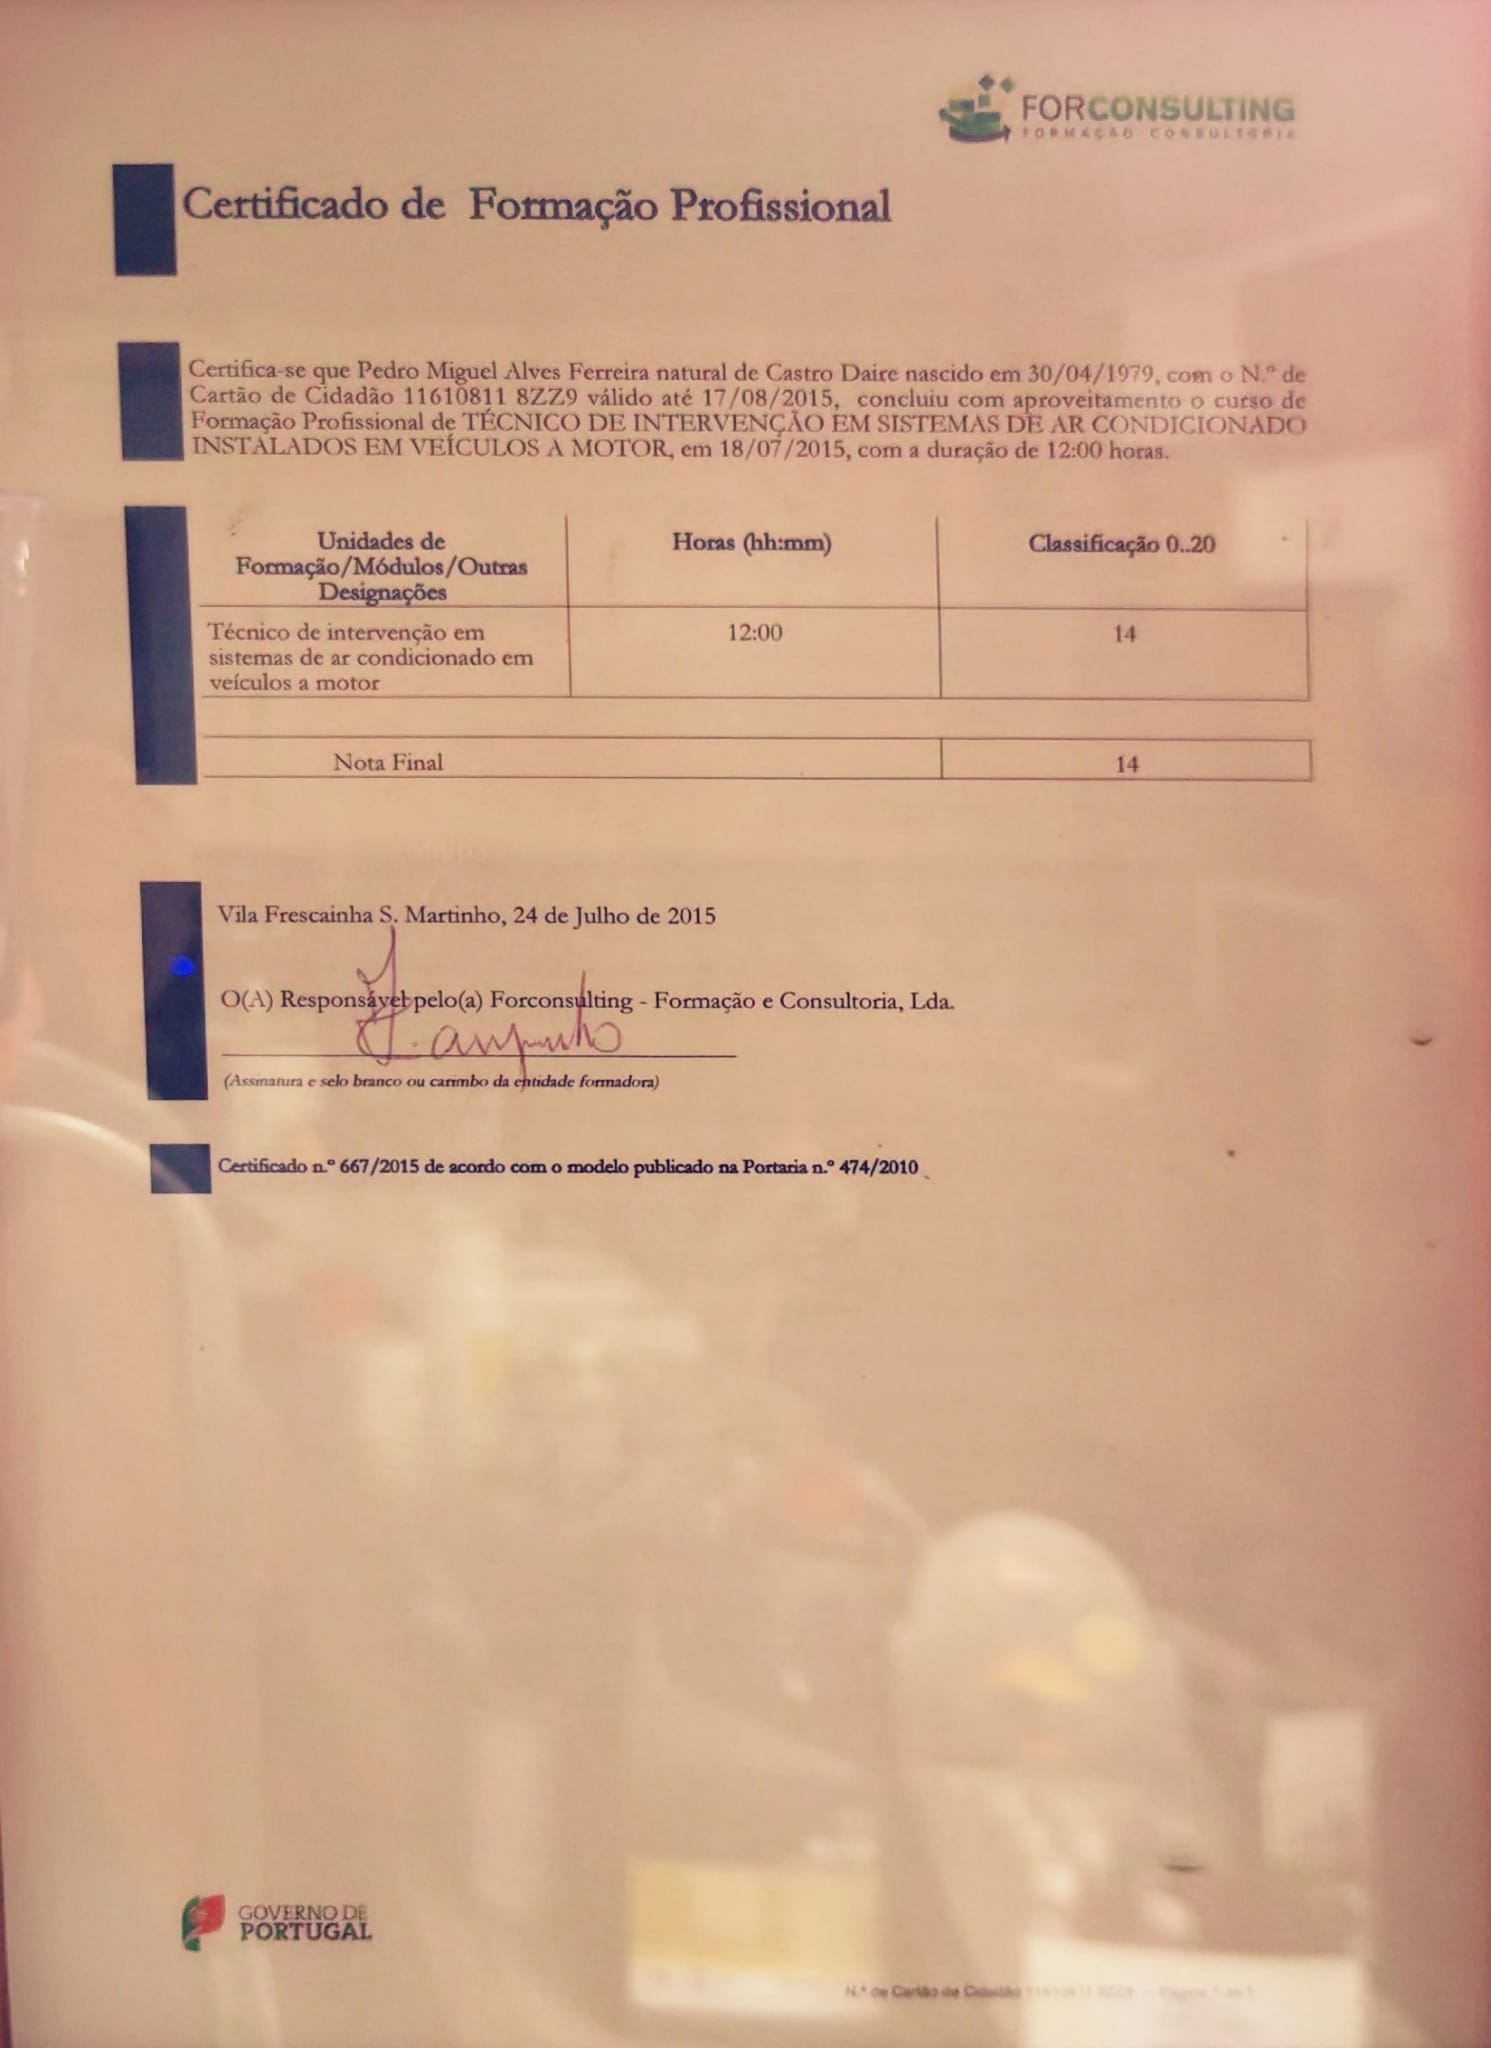 FORCONSULTING
FORMAÇÃO CONSULTORIA
Certificado de Formação Profissional
Certifica-se que Pedro Miguel Alves Ferreira natural de Castro Daire nascido em 30/04/1979, com o N.º de
Cartão de Cidadão 11610811 8ZZ9 válido até 17/08/2015, concluiu com aproveitamento o curso de
Formação Profissional de TÉCNICO DE INTERVENÇÃO EM SISTEMAS DE AR CONDICIONADO
INSTALADOS EM VEÍCULOS A MOTOR, em 18/07/2015, com a duração de 12:00 horas.
Unidades de
Formação/Módulos/Outras
Designações
Horas (hh:mm)
Classificação 0..20
Técnico de intervenção em
sistemas de ar condicionado em
veículos a motor
12:00
14
Nota Final
14
Vila Frescainha S. Martinho, 24 de Julho de 2015
O(A) Responsável pelo(a) Forconsulting - Formação e Consultoria, Lda.
(Assinatura e selo branco ou carimbo da entidade formadora)
Certificado n.º 667/2015 de acordo com o modelo publicado na Portaria n.º 474/2010
GOVERNO DE
PORTUGAL
N.º de Cartão de Cidadão